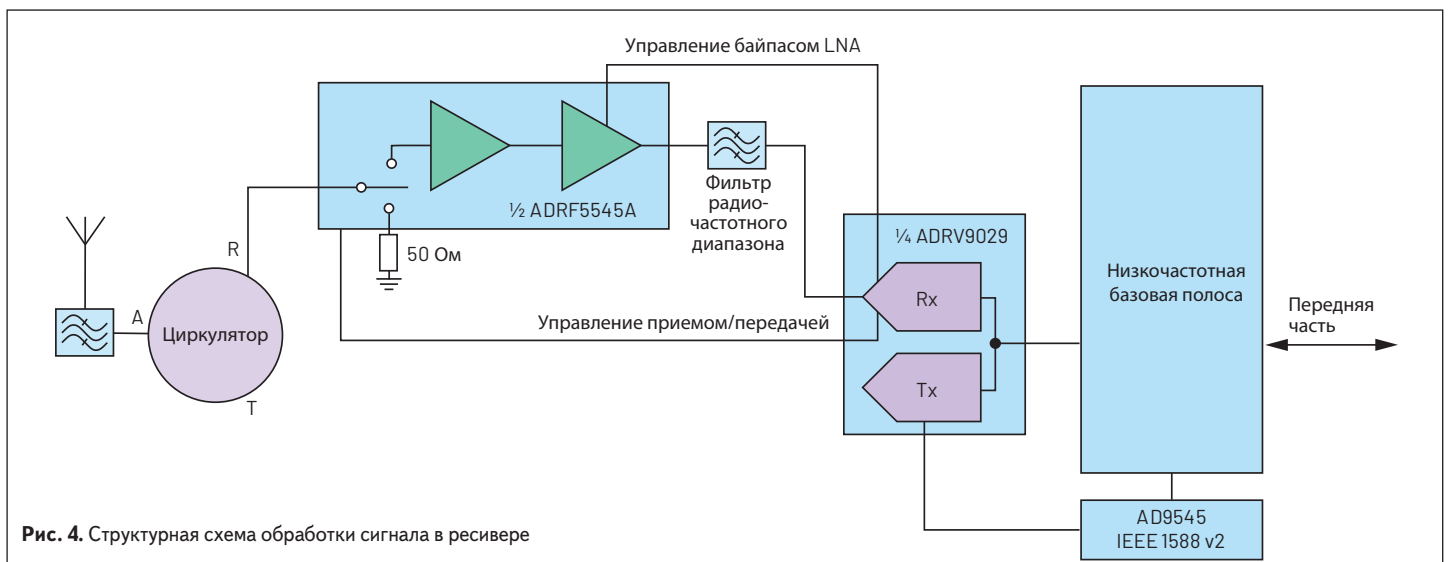 Управление байпасом LNA
½ ADRF5545A
50 Ом
Фильтр
радио-
частотного
диапазона
¼ ADRV9029
Rx
Tx
Низкочастотная
базовая полоса
Передняя
часть
R
A
Циркулятор
T
Управление приемом/передачей
AD9545
IEEE 1588 v2
Рис. 4. Структурная схема обработки сигнала в ресивере